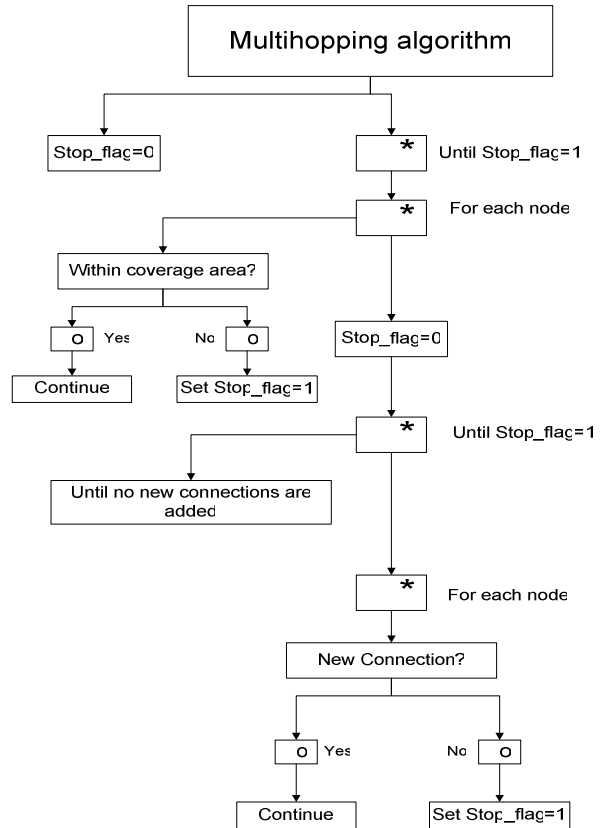 Multihopping algorithm
Stop_flag=0
* Until Stop_flag=1
* For each node
Within coverage area?
O Yes No O
Stop_flag=0
Continue
Set Stop_flag=1
* Until Stop_flag=1
Until no new connections are
added
* For each node
New Connection?
O Yes No O
Continue
Set Stop_flag=1